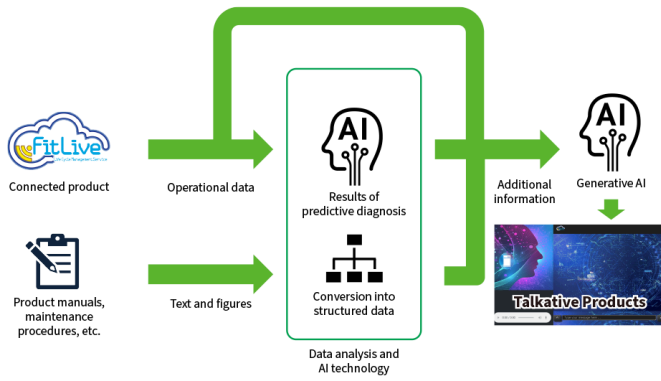 FitLive
Connected product
Operational data
AI
Results of
predictive diagnosis
Additional
information
AI
Generative AI
Product manuals,
maintenance
procedures, etc.
Text and figures
Conversion into
structured data
Talkative Products
Data analysis and
AI technology